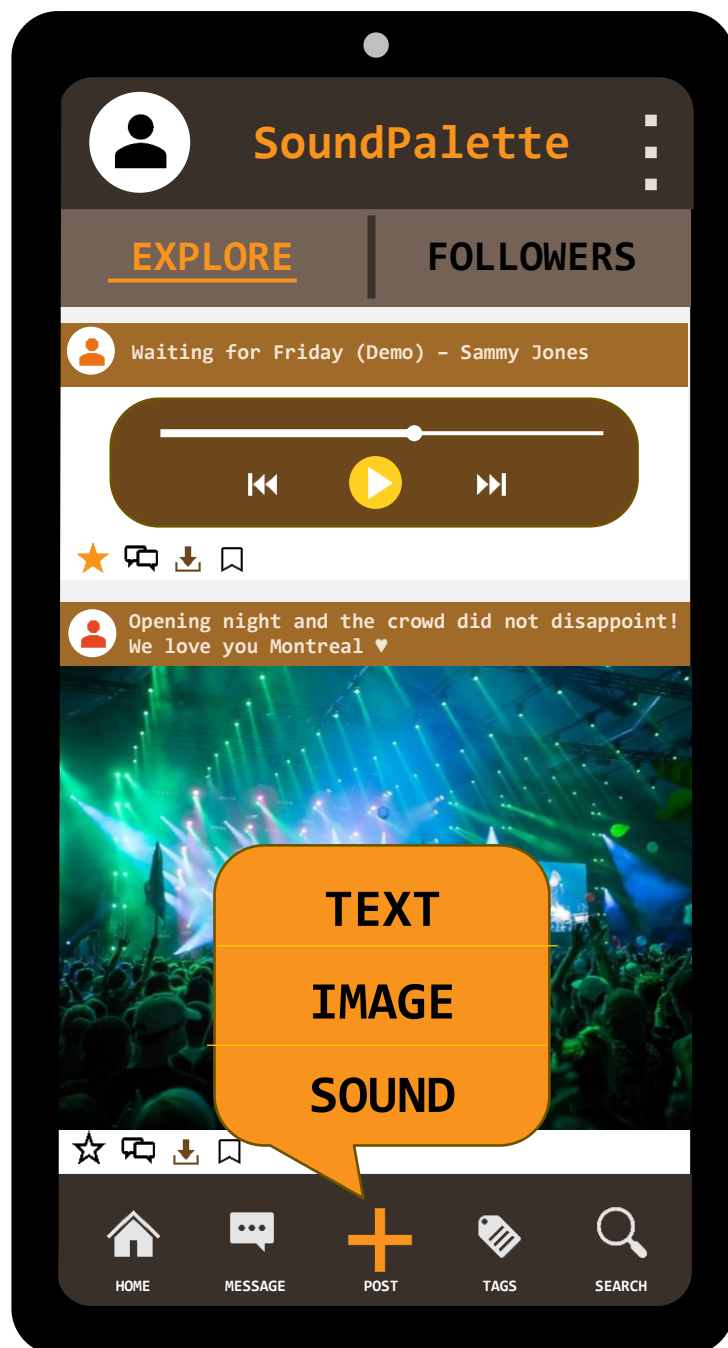 SoundPalette
EXPLORE
FOLLOWERS
Waiting for Friday (Demo) – Sammy Jones
Opening night and the crowd did not disappoint!
We love you Montreal ♥
TEXT
IMAGE
SOUND
HOME
MESSAGE
POST
TAGS
SEARCH